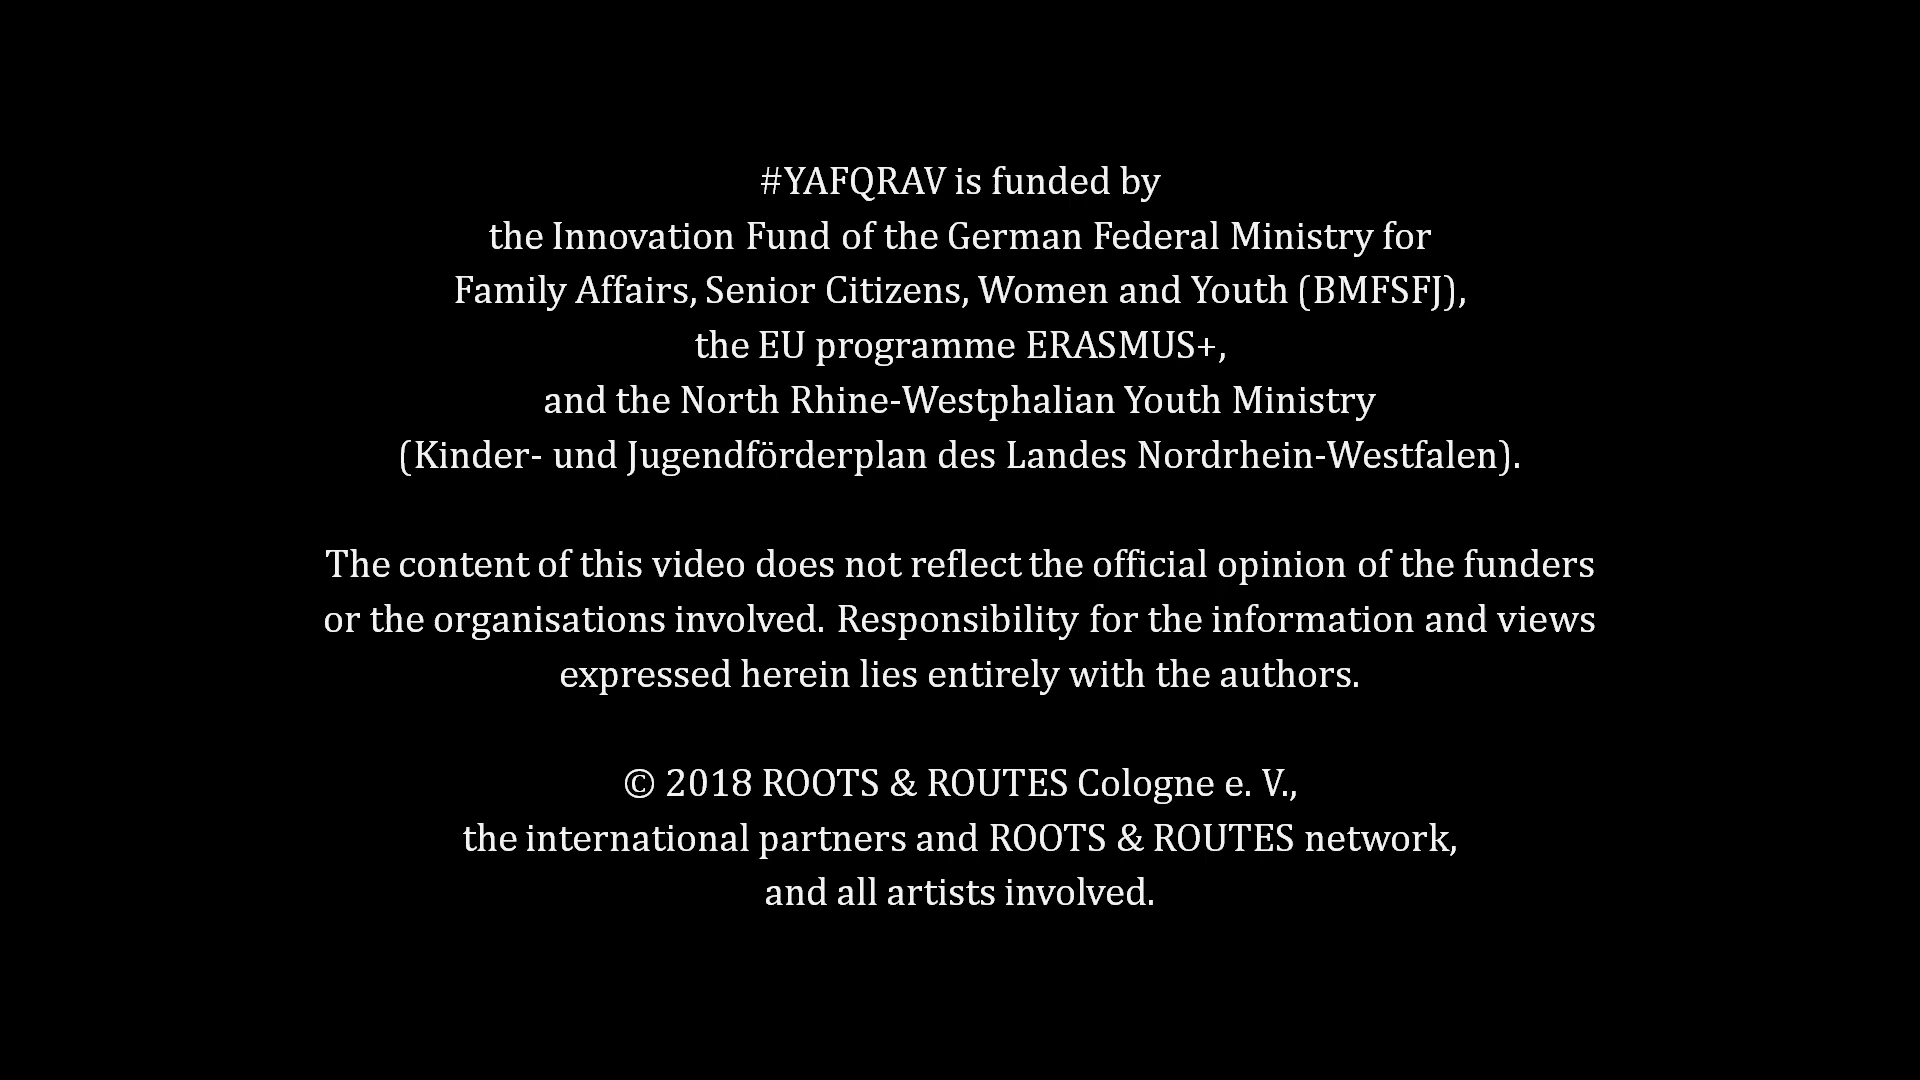 #YAFQRAV is funded by
the Innovation Fund of the German Federal Ministry for
Family Affairs, Senior Citizens, Women and Youth (BMFSFJ),
the EU programme ERASMUS+,
and the North Rhine-Westphalian Youth Ministry
(Kinder- und Jugendförderplan des Landes Nordrhein-Westfalen).
The content of this video does not reflect the official opinion of the funders
or the organisations involved. Responsibility for the information and views
expressed herein lies entirely with the authors.
© 2018 ROOTS & ROUTES Cologne e. V.,
the international partners and ROOTS & ROUTES network,
and all artists involved.